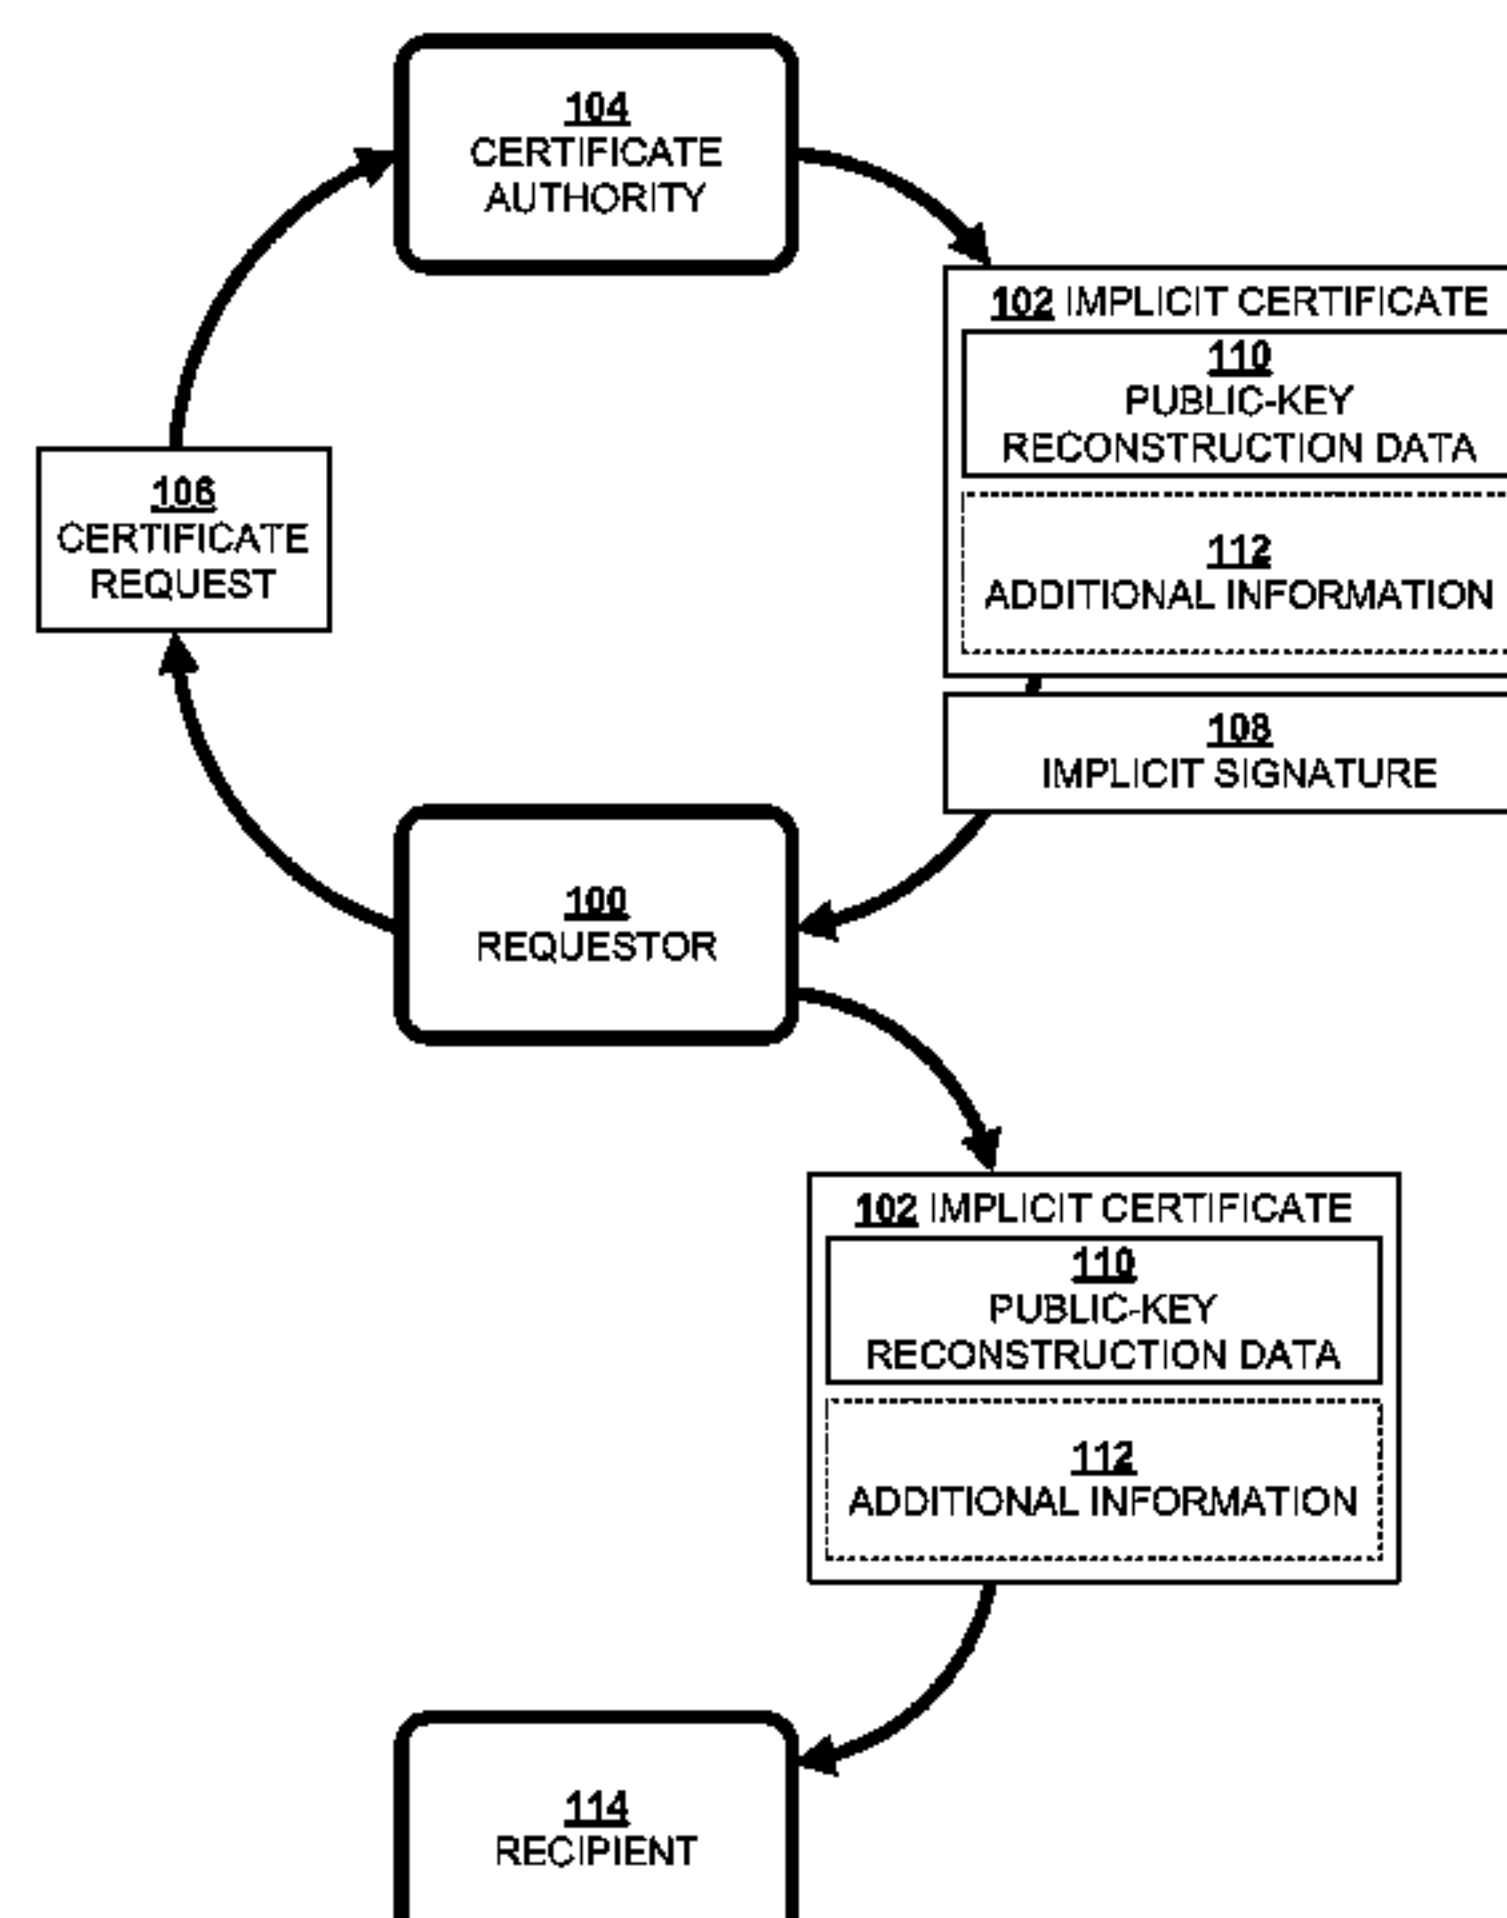 104
CERTIFICATE
AUTHORITY
102 IMPLICIT CERTIFICATE
110
PUBLIC-KEY
RECONSTRUCTION DATA
106
CERTIFICATE
REQUEST
112
ADDITIONAL INFORMATION
108
IMPLICIT SIGNATURE
100
REQUESTOR
102 IMPLICIT CERTIFICATE
110
PUBLIC-KEY
RECONSTRUCTION DATA
112
ADDITIONAL INFORMATION
114
RECIPIENT